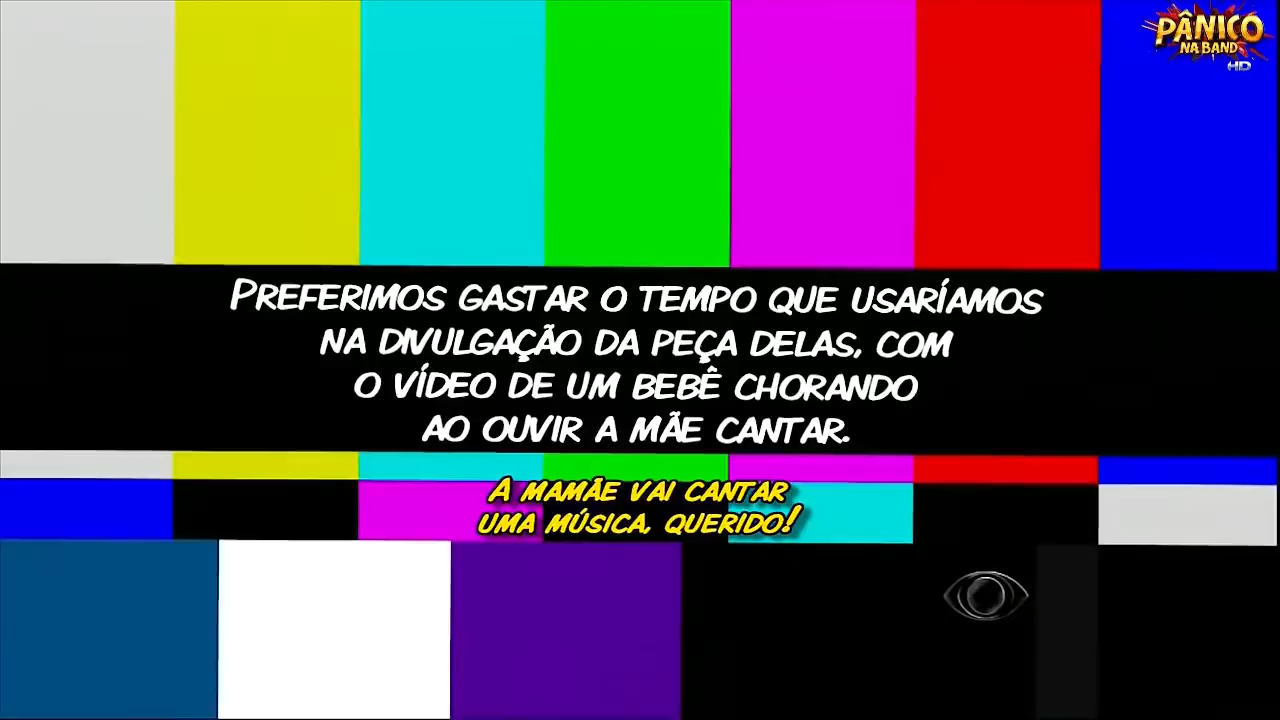 PÂNICO
NA BAND
HD
PREFERIMOS GASTAR O TEMPO QUE USARÍAMOS
NA DIVULGAÇÃO DA PEÇA DELAS, COM
O VÍDEO DE UM BEBÊ CHORANDO
AO OUVIR A MÃE CANTAR.
A MAMÃE VAI CANTAR
UMA MÚSICA, QUERIDO!